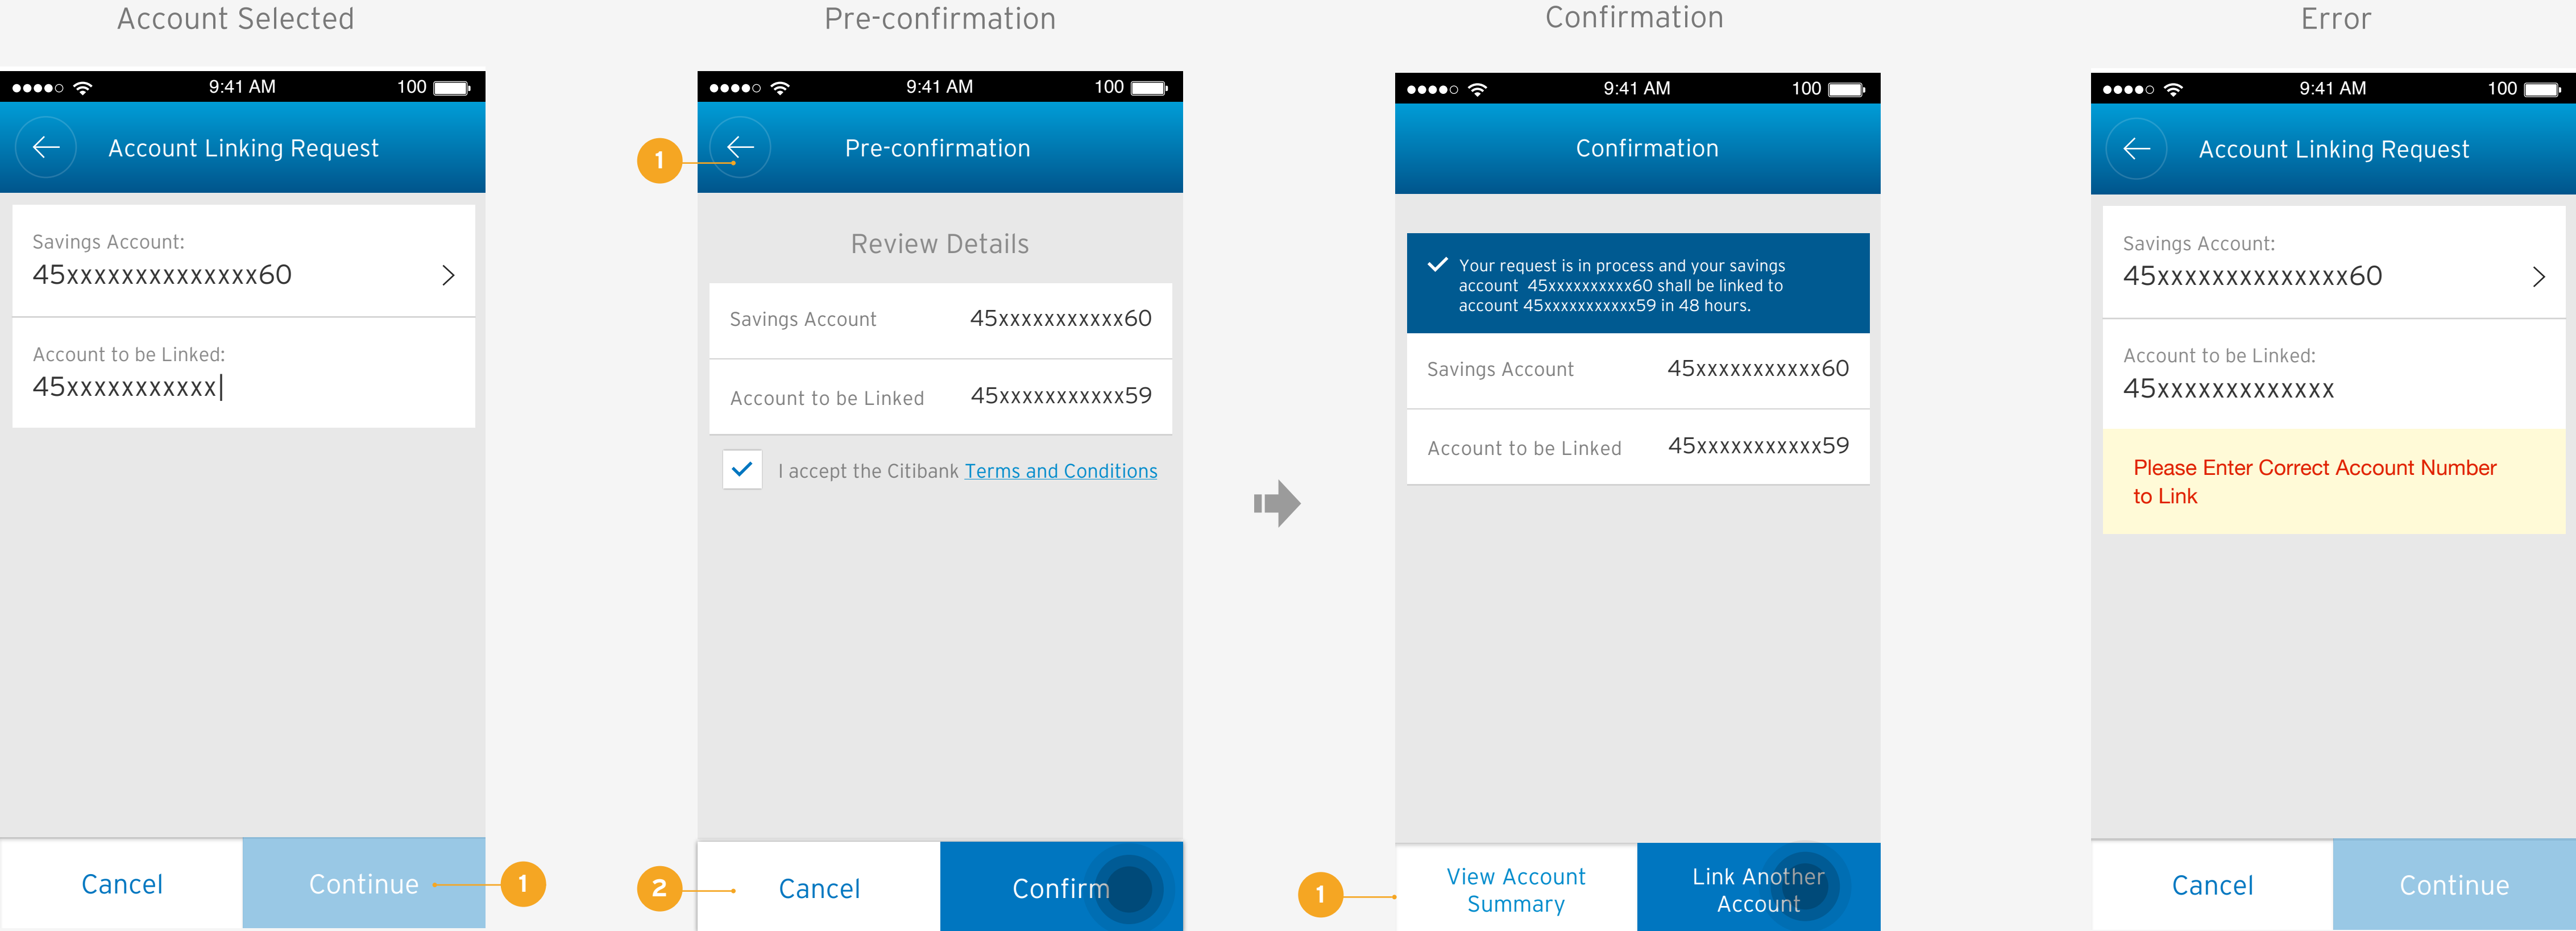 Account Selected
9:41 AM
100
Account Linking Request
Savings Account:
45xxxxxxxxxxxxxx60
Account to be Linked:
45xxxxxxxxxxx
Cancel
Continue
1
Pre-confirmation
9:41 AM
100
1
Pre-confirmation
Review Details
Savings Account 45xxxxxxxxxxx60
Account to be Linked 45xxxxxxxxxxx59
I accept the Citibank Terms and Conditions
2
Cancel
Confirm
Confirmation
9:41 AM
100
Confirmation
Your request is in process and your savings
account 45xxxxxxxxxx60 shall be linked to
account 45xxxxxxxxxxx59 in 48 hours.
Savings Account 45xxxxxxxxxxx60
Account to be Linked 45xxxxxxxxxxx59
1
View Account
Summary
Link Another
Account
Error
9:41 AM
100
Account Linking Request
Savings Account:
45xxxxxxxxxxxxxx60
Account to be Linked:
45xxxxxxxxxxxxx
Please Enter Correct Account Number
to Link
Cancel
Continue